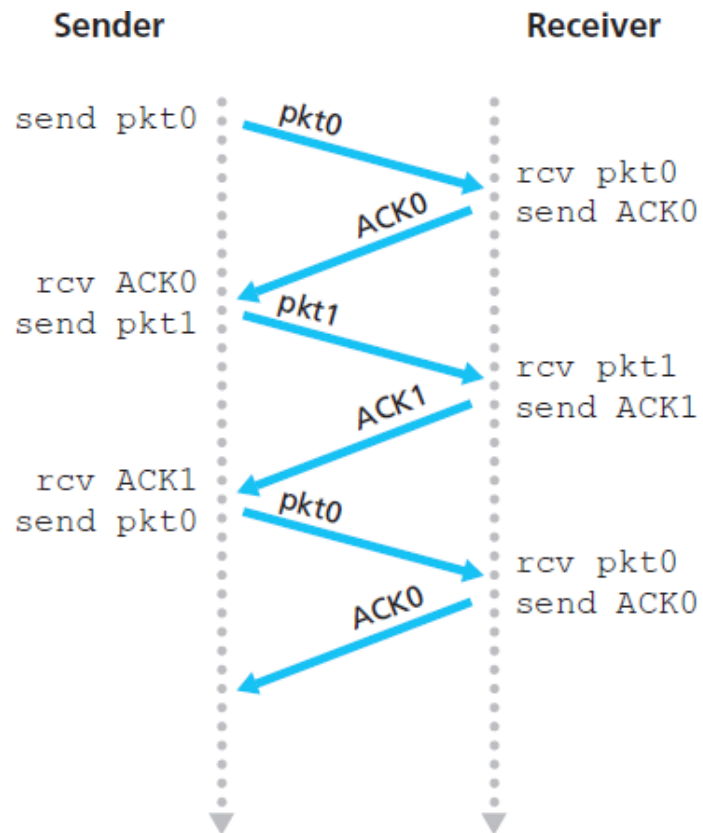 Sender
Receiver
send pkt0
pkt0
rcv pkt0
send ACK0
ACK0
rcv ACK0
send pkt1
pkt1
rcv pkt1
send ACK1
ACK1
rcv ACK1
send pkt0
pkt0
rcv pkt0
send ACK0
ACK0